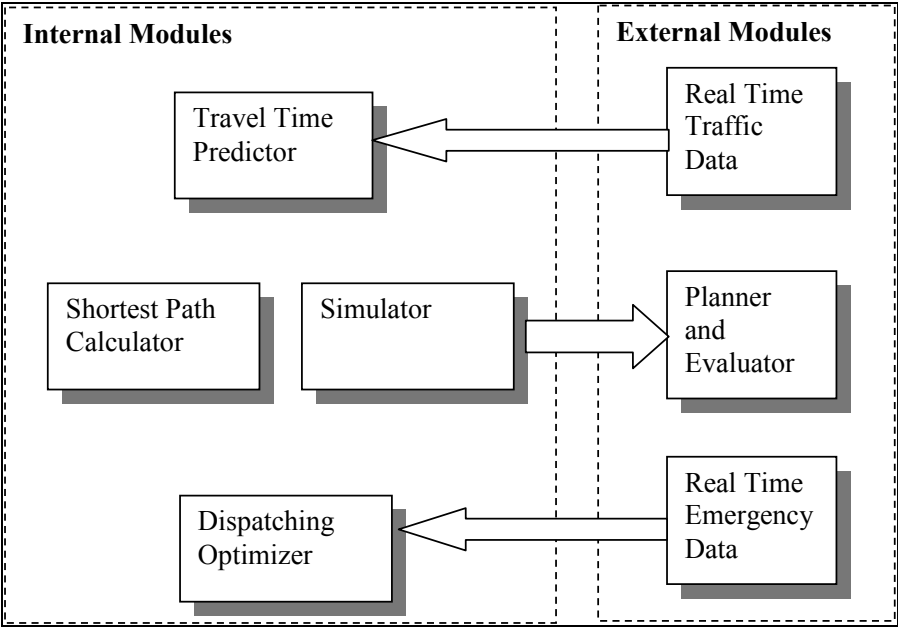 Internal Modules
External Modules
Travel Time
Predictor
Real Time
Traffic
Data
Shortest Path
Calculator
Simulator
Planner
and
Evaluator
Dispatching
Optimizer
Real Time
Emergency
Data